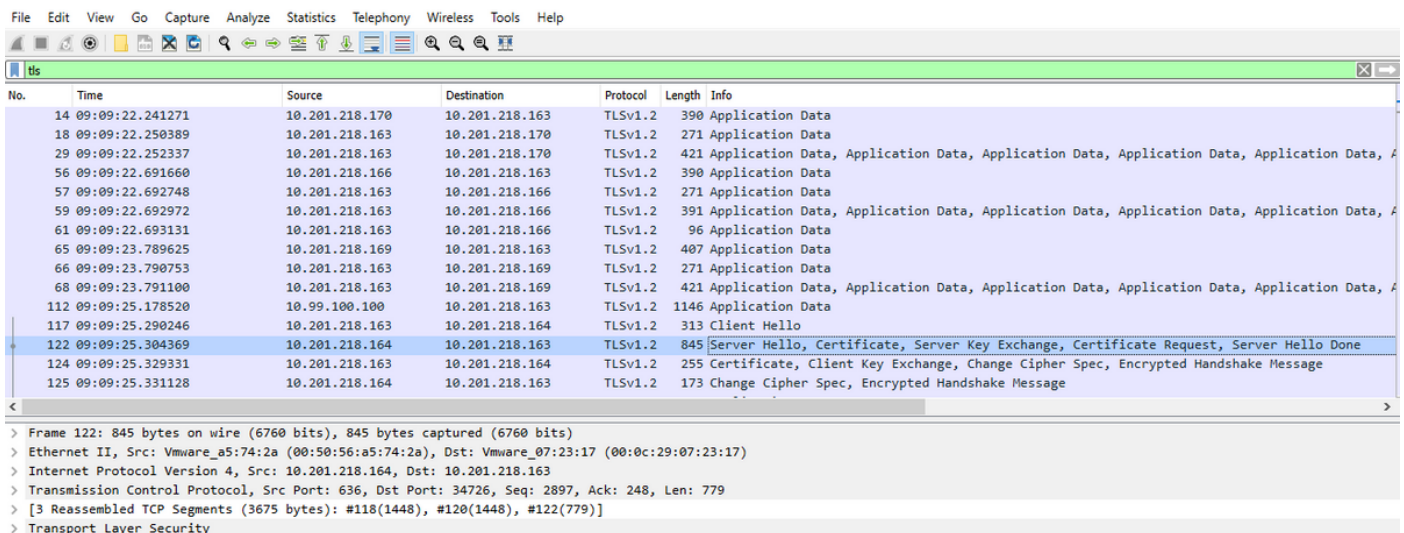 File Edit View Go Capture Analyze Statistics Telephony Wireless Tools Help
tls
No. Time Source Destination Protocol Length Info
14 09:09:22.241271 10.201.218.170 10.201.218.163 TLSv1.2 390 Application Data
18 09:09:22.250389 10.201.218.163 10.201.218.170 TLSv1.2 271 Application Data
29 09:09:22.252337 10.201.218.163 10.201.218.170 TLSv1.2 421 Application Data, Application Data, Application Data, Application Data, Application Data, A
56 09:09:22.691660 10.201.218.166 10.201.218.163 TLSv1.2 390 Application Data
57 09:09:22.692748 10.201.218.163 10.201.218.166 TLSv1.2 271 Application Data
59 09:09:22.692972 10.201.218.163 10.201.218.166 TLSv1.2 391 Application Data, Application Data, Application Data, Application Data, Application Data, A
61 09:09:22.693131 10.201.218.163 10.201.218.166 TLSv1.2 96 Application Data
65 09:09:23.789625 10.201.218.169 10.201.218.163 TLSv1.2 407 Application Data
66 09:09:23.790753 10.201.218.163 10.201.218.169 TLSv1.2 271 Application Data
68 09:09:23.791100 10.201.218.163 10.201.218.169 TLSv1.2 421 Application Data, Application Data, Application Data, Application Data, Application Data, A
112 09:09:25.178520 10.99.100.100 10.201.218.163 TLSv1.2 1146 Application Data
117 09:09:25.290246 10.201.218.163 10.201.218.164 TLSv1.2 313 Client Hello
122 09:09:25.304369 10.201.218.164 10.201.218.163 TLSv1.2 845 Server Hello, Certificate, Server Key Exchange, Certificate Request, Server Hello Done
124 09:09:25.329331 10.201.218.163 10.201.218.164 TLSv1.2 255 Certificate, Client Key Exchange, Change Cipher Spec, Encrypted Handshake Message
125 09:09:25.331128 10.201.218.164 10.201.218.163 TLSv1.2 173 Change Cipher Spec, Encrypted Handshake Message
> Frame 122: 845 bytes on wire (6760 bits), 845 bytes captured (6760 bits)
> Ethernet II, Src: Vmware_a5:74:2a (00:50:56:a5:74:2a), Dst: Vmware_07:23:17 (00:0c:29:07:23:17)
> Internet Protocol Version 4, Src: 10.201.218.164, Dst: 10.201.218.163
> Transmission Control Protocol, Src Port: 636, Dst Port: 34726, Seq: 2897, Ack: 248, Len: 779
> [3 Reassembled TCP Segments (3675 bytes): #118(1448), #120(1448), #122(779)]
> Transport Layer Security